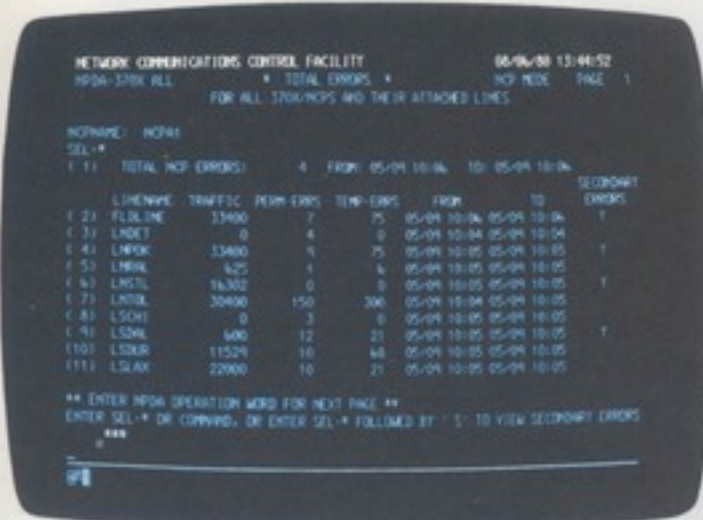 NETWORK COMMUNICATIONS CONTROL FACILITY 08/06/80 13:44:52
NPDA-370X ALL * TOTAL ERRORS * NCP MODE PAGE 1
FOR ALL 370X/NCPS AND THEIR ATTACHED LINES
NCPNAME: NCPA1
SEL-#
( 1) TOTAL NCP ERRORS: 4 FROM: 05/09 10:06 TO: 05/09 10:06
SECONDARY
LINENAME TRAFFIC PERM-ERRS TEMP-ERRS FROM TO ERRORS
( 2) FLDLINE 33400 7 75 05/09 10:06 05/09 10:06 Y
( 3) LNDET 0 4 0 05/09 10:04 05/09 10:04
( 4) LNPOK 33400 9 75 05/09 10:05 05/09 10:05 Y
( 5) LNRAL 625 1 6 05/09 10:05 05/09 10:05
( 6) LNSTL 16302 0 0 05/09 10:05 05/09 10:05 Y
( 7) LNTOL 30400 150 300 05/09 10:04 05/09 10:05
( 8) LSCHI 0 3 0 05/09 10:05 05/09 10:05
( 9) LSDAL 600 12 21 05/09 10:05 05/09 10:05 Y
(10) LSDUR 11529 10 60 05/09 10:05 05/09 10:05
(11) LSLAX 22000 10 21 05/09 10:05 05/09 10:05
** ENTER NPDA OPERATION WORD FOR NEXT PAGE **
ENTER SEL-# OR COMMAND, OR ENTER SEL-# FOLLOWED BY ' S' TO VIEW SECONDARY ERRORS
***